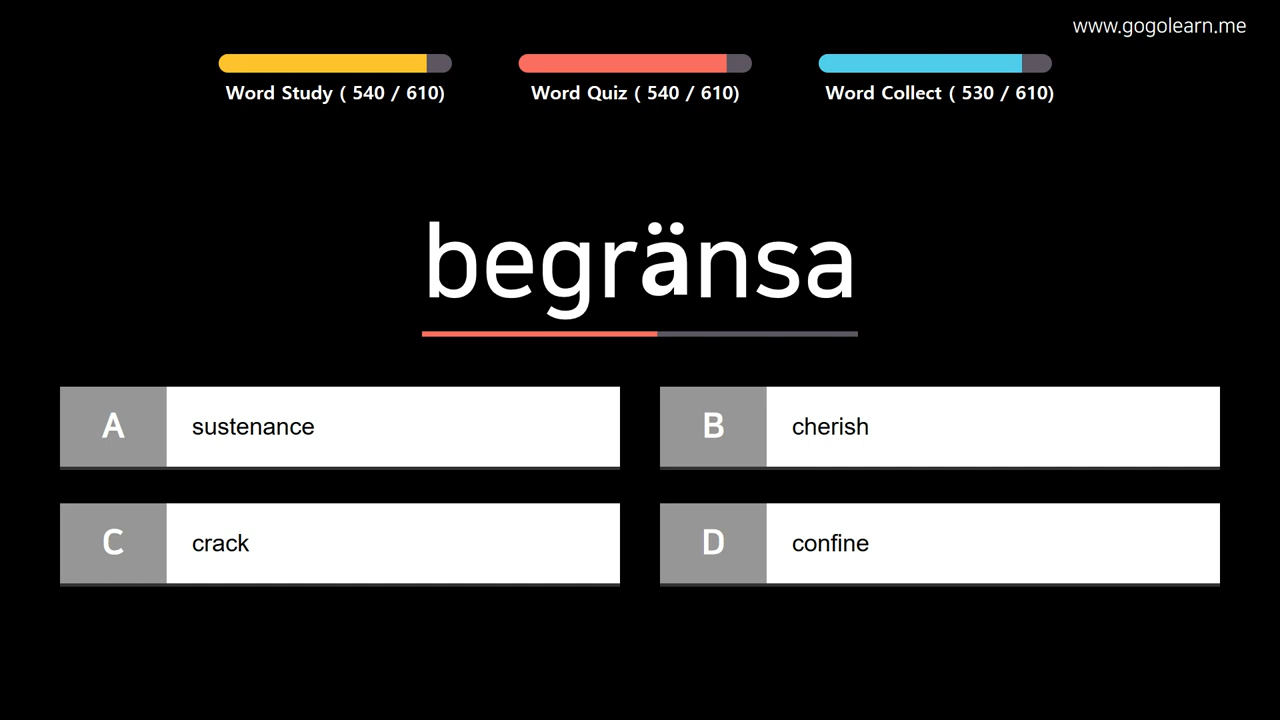 www.gogolearn.me
Word Study ( 540 / 610)
Word Quiz ( 540 / 610)
Word Collect ( 530 / 610)
begränsa
A
sustenance
B
cherish
C
crack
D
confine